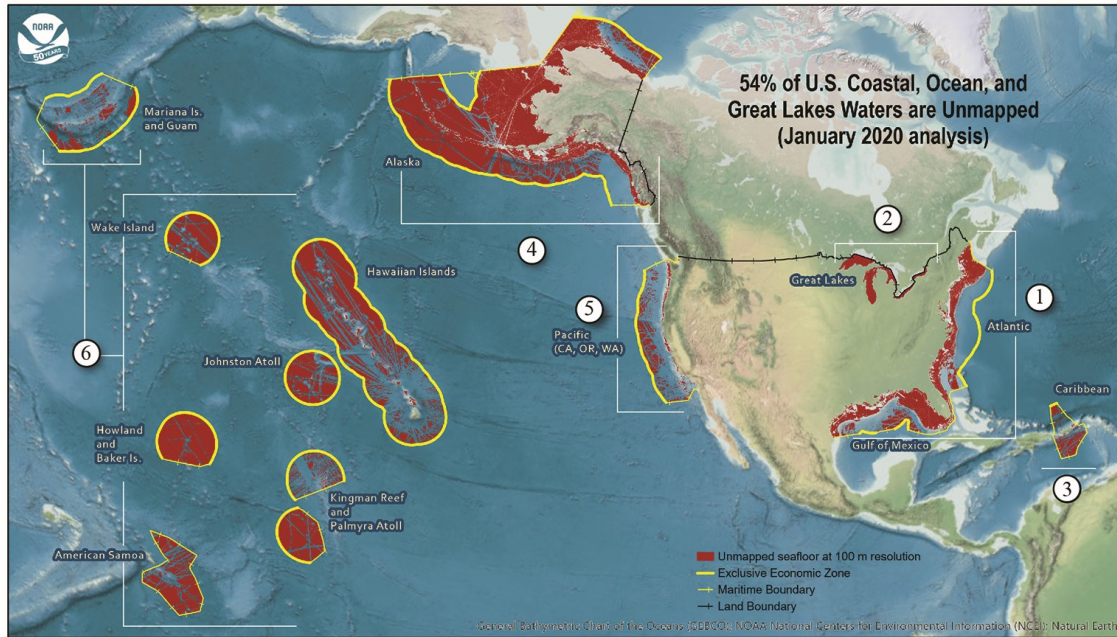 NOAA
50 YEARS
54% of U.S. Coastal, Ocean, and
Great Lakes Waters are Unmapped
(January 2020 analysis)
Mariana Is.
and Guam
Alaska
Wake Island
Hawaiian Islands
4
2
Great Lakes
1
5
Pacific
(CA, OR, WA)
Atlantic
6
Johnston Atoll
Caribbean
Howland
and
Baker Is.
Gulf of Mexico
3
Kingman Reef
and
Palmyra Atoll
American Samoa
Unmapped seafloor at 100 m resolution
Exclusive Economic Zone
Maritime Boundary
Land Boundary
General Bathymetric Chart of the Oceans (GEBCO); NOAA National Centers for Environmental Information (NCEI); Natural Earth